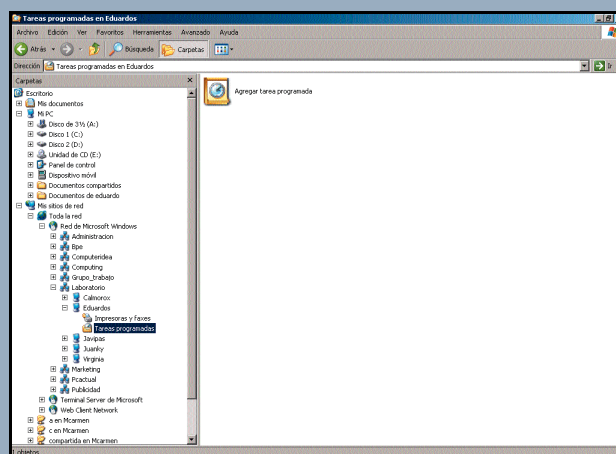 Tareas programadas en Eduardos
Archivo Edición Ver Favoritos Herramientas Avanzado Ayuda
Atrás Búsqueda Carpetas
Dirección Tareas programadas en Eduardos Ir
Carpetas
Escritorio
Mis documentos
Mi PC
Disco de 3½ (A:)
Disco 1 (C:)
Disco 2 (D:)
Unidad de CD (E:)
Panel de control
Dispositivo móvil
Documentos compartidos
Documentos de eduardo
Mis sitios de red
Toda la red
Red de Microsoft Windows
Administracion
Bpe
Computeridea
Computing
Grupo_trabajo
Laboratorio
Calmorox
Eduardos
Impresoras y faxes
Tareas programadas
Javipas
Juanky
Virginia
Marketing
Pcactual
Publicidad
Terminal Server de Microsoft
Web Client Network
a en Mcarmen
c en Mcarmen
compartida en Mcarmen
Agregar tarea programada
1 objetos